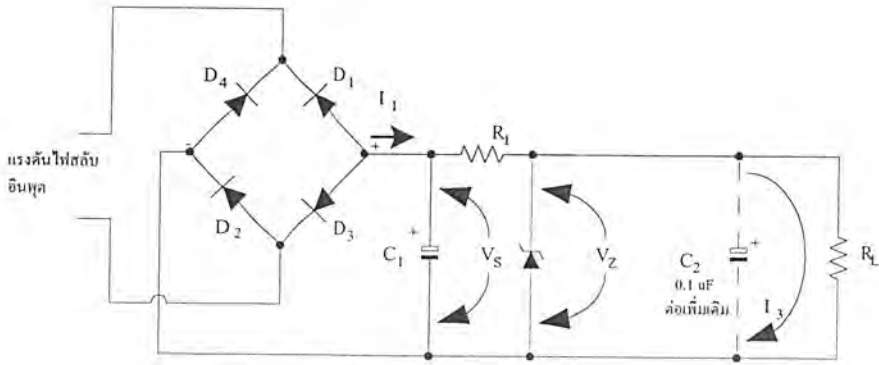 D4
D1
I1
R1
-
+
แรงดันไฟสลับ
อินพุต
D2
D3
+
C1
VS
VZ
+
C2
0.1 uF
ต่อเพิ่มเติม
I3
RL